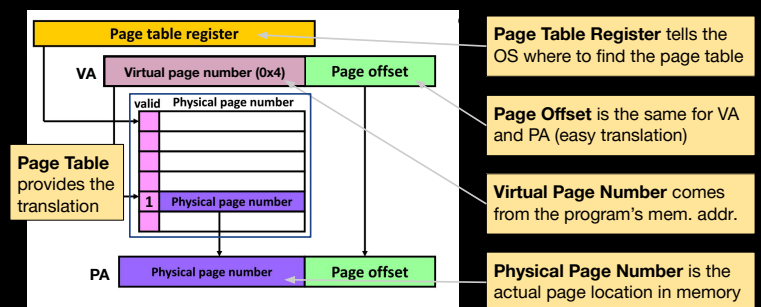 Page table register
VA
Virtual page number (0x4)
Page offset
valid
Physical page number
1
Physical page number
Page Table
provides the
translation
PA
Physical page number
Page offset
Page Table Register tells the
OS where to find the page table
Page Offset is the same for VA
and PA (easy translation)
Virtual Page Number comes
from the program's mem. addr.
Physical Page Number is the
actual page location in memory